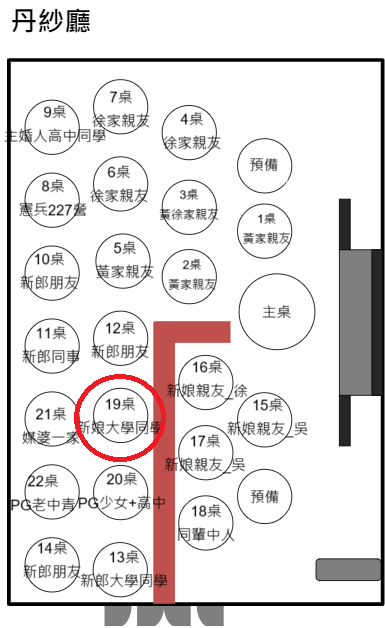 丹紗廳
7桌
徐家親友
9桌
主婚人高中同學
4桌
徐家親友
預備
6桌
徐家親友
8桌
憲兵227營
3桌
黃徐家親友
1桌
黃家親友
5桌
黃家親友
10桌
新郎朋友
2桌
黃家親友
主桌
12桌
新郎朋友
11桌
新郎同事
16桌
新娘親友_徐
19桌
新娘大學同學
15桌
新娘親友_吳
21桌
媒婆一家
17桌
新娘親友_吳
22桌
PG老中青
20桌
PG少女+高中
預備
18桌
同輩中人
14桌
新郎朋友
13桌
新郎大學同學